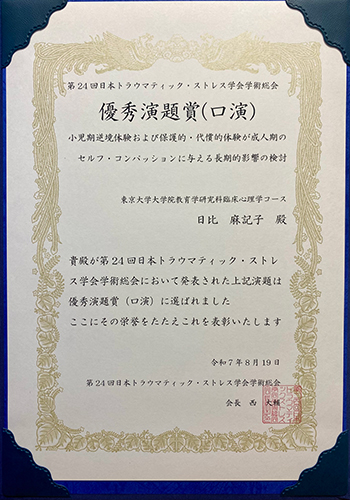 第24回日本トラウマティック・ストレス学会学術総会
優秀演題賞(口演)
小児期逆境体験および保護的・代償的体験が成人期の
セルフ・コンパッションに与える長期的影響の検討
東京大学大学院教育学研究科臨床心理学コース
日比 麻記子 殿
貴殿が第24回日本トラウマティック・ストレ
ス学会学術総会において発表された上記演題は
優秀演題賞（口演）に選ばれました
ここにその栄誉をたたえこれを表彰いたします
令和7年8月19日
第24回日本トラウマティック・ストレス学会学術総会
会長 西 大輔